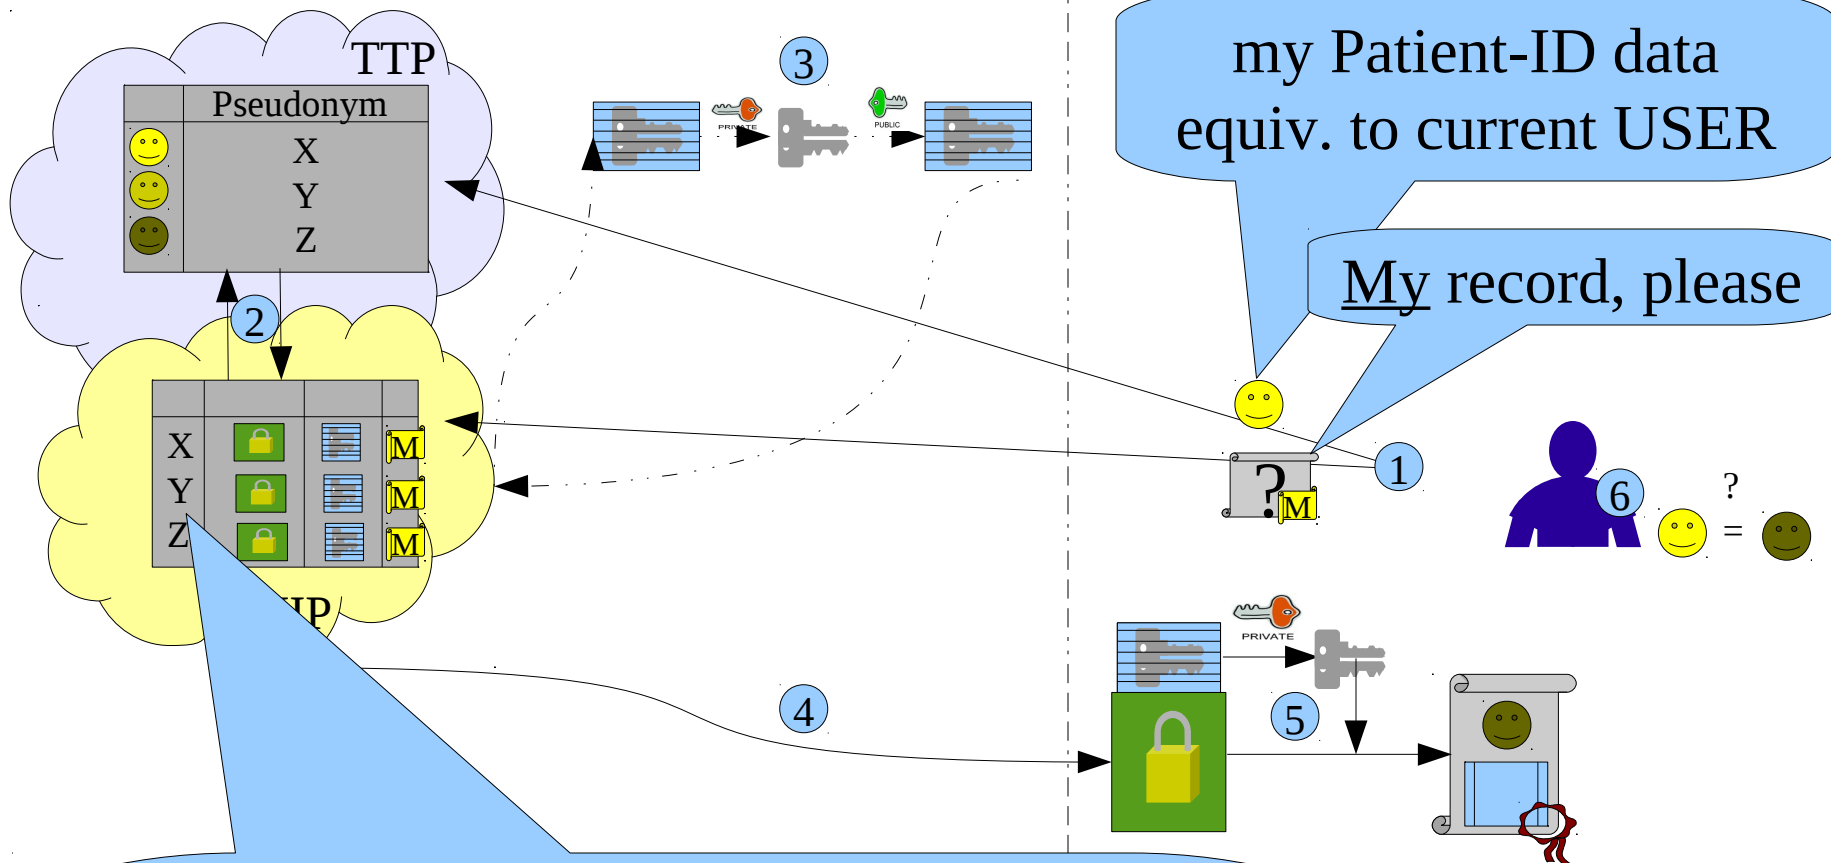 TTP
Pseudonym
X
Y
Z
2
X
Y
Z
M
M
M
3
PRIVATE
PUBLIC
my Patient-ID data
equiv. to current USER
My record, please
1
?
M
6
?
=
4
PRIVATE
5